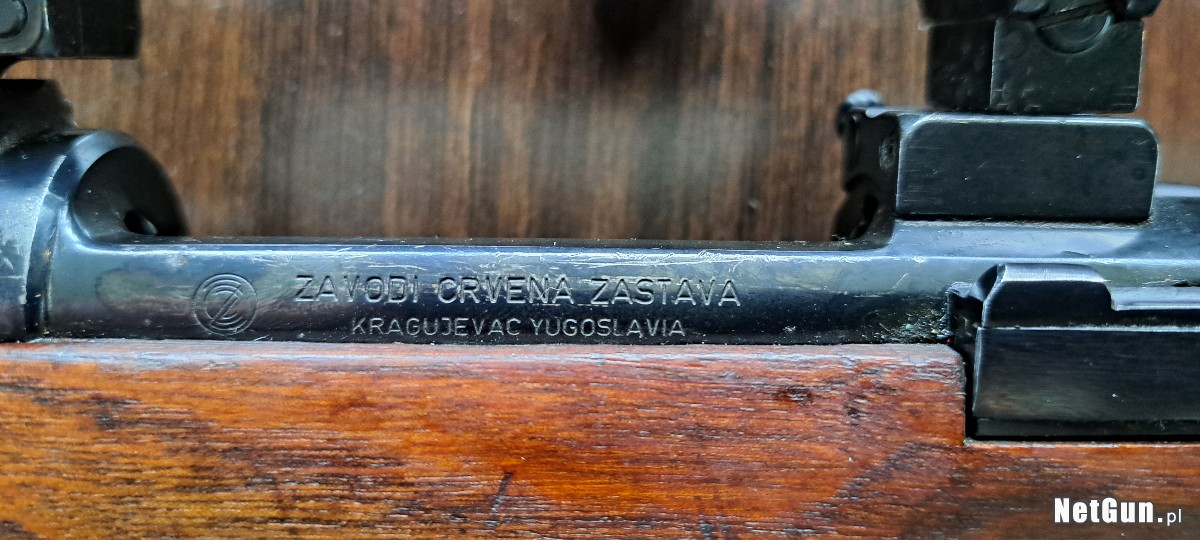 ZAVODI CRVENA ZASTAVA
KRAGUJEVAC YUGOSLAVIA
NetGun.pl